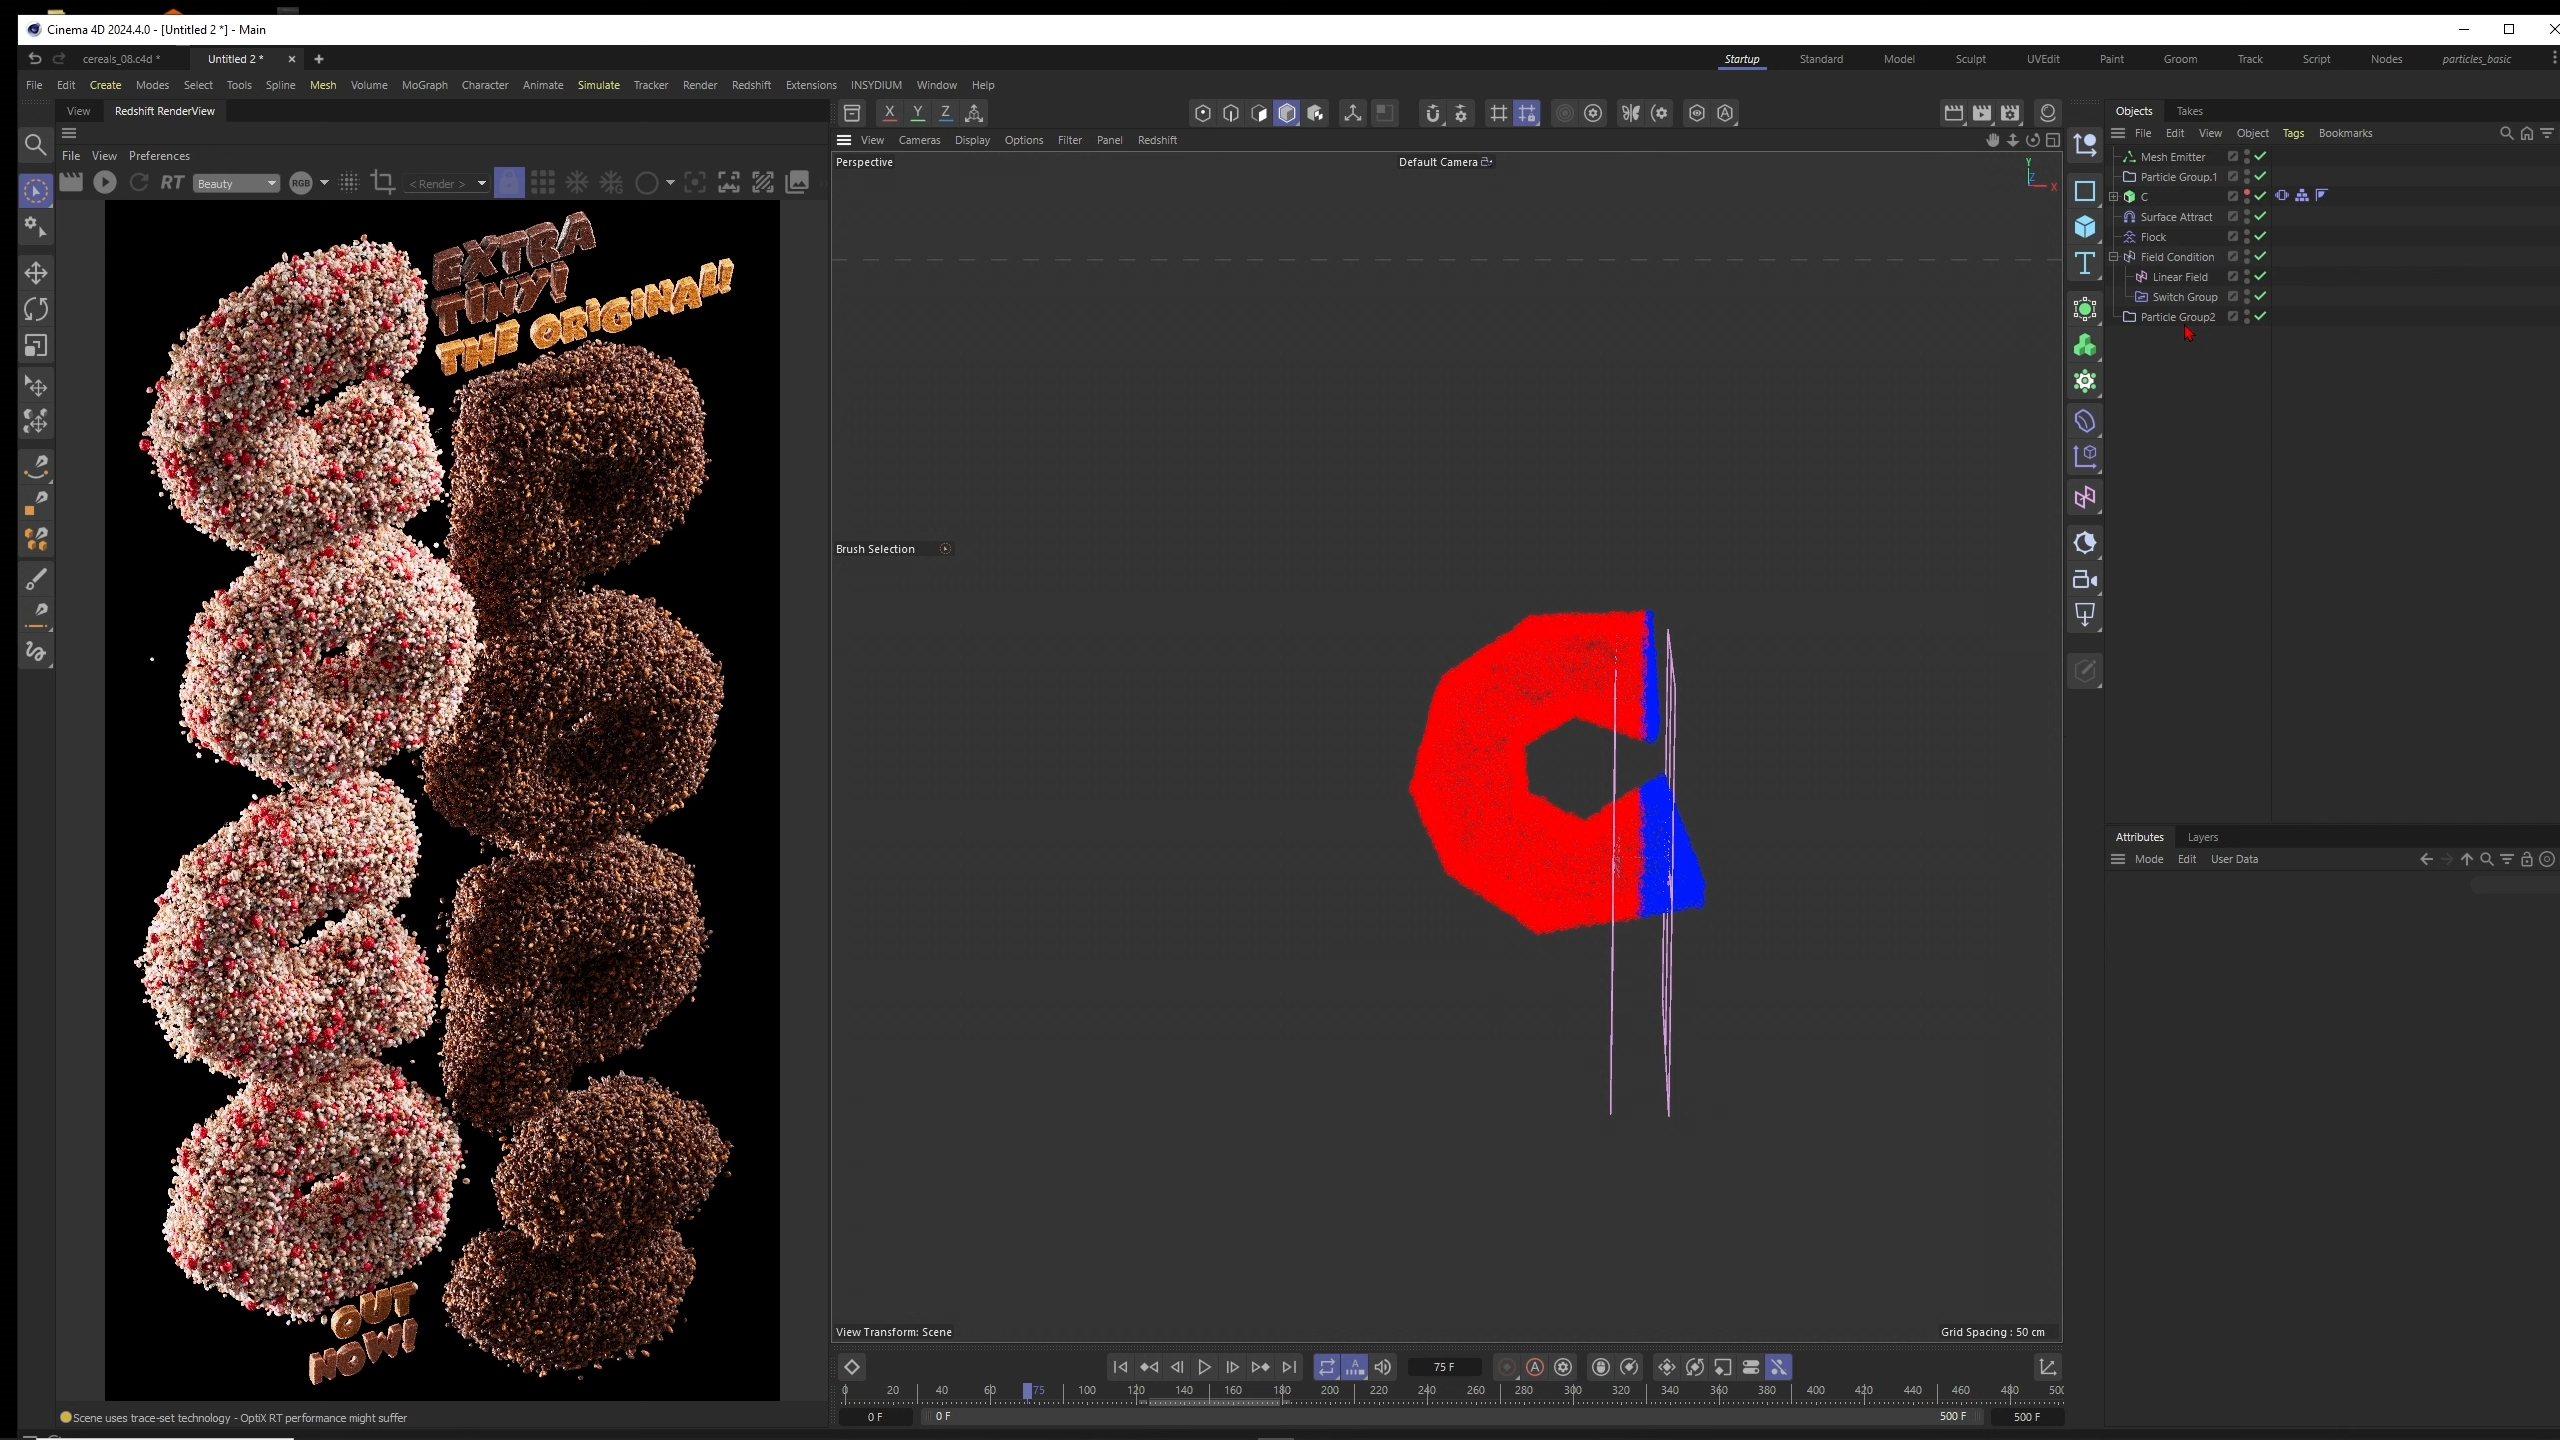 Cinema 4D 2024.4.0 - [Untitled 2 *] - Main
cereals_08.c4d *
Untitled 2 *
Startup
Standard
Model
Sculpt
UVEdit
Paint
Groom
Track
Script
Nodes
particles_basic
File Edit Create Modes Select Tools Spline Mesh Volume MoGraph Character Animate Simulate Tracker Render Redshift Extensions INSYDIUM Window Help
View
Redshift RenderView
X Y Z
Objects
Takes
View Cameras Display Options Filter Panel Redshift
File Edit View Object Tags Bookmarks
File View Preferences
RT
Beauty
RGB
< Render >
Perspective
Default Camera
Y
Z
X
Mesh Emitter
Particle Group.1
C
Surface Attract
Flock
Field Condition
Linear Field
Switch Group
Particle Group2
EXTRA
TINY!
THE ORIGINAL!
Cereals
Brush Selection
OUT
NOW!
Attributes
Layers
Mode Edit User Data
View Transform: Scene
Grid Spacing : 50 cm
75 F
0 20 40 60 75 100 120 140 160 180 200 220 240 260 280 300 320 340 360 380 400 420 440 460 480 500
0 F
0 F
500 F
500 F
Scene uses trace-set technology - OptiX RT performance might suffer